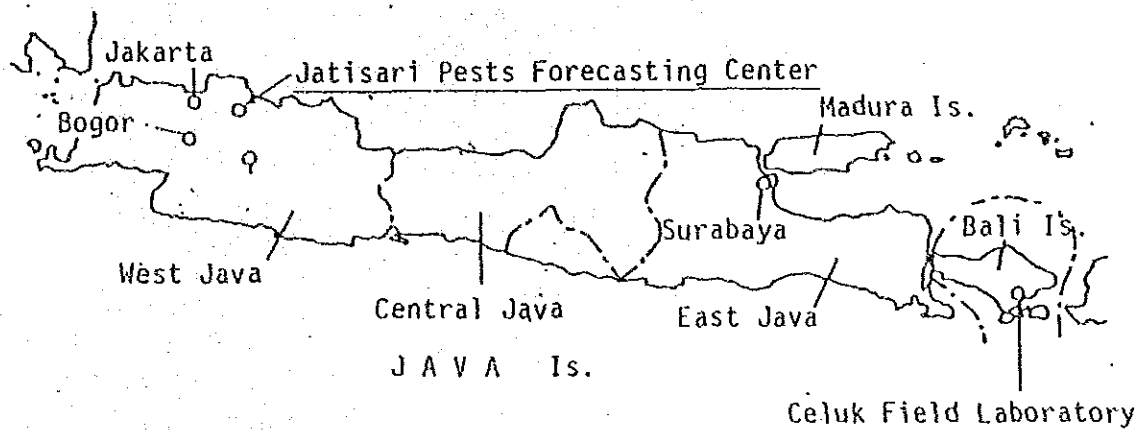 Jakarta
Jatisari Pests Forecasting Center
Madura Is.
Bogor
Surabaya
Bali Is.
West Java
Central Java
East Java
J A V A Is.
Celuk Field Laboratory